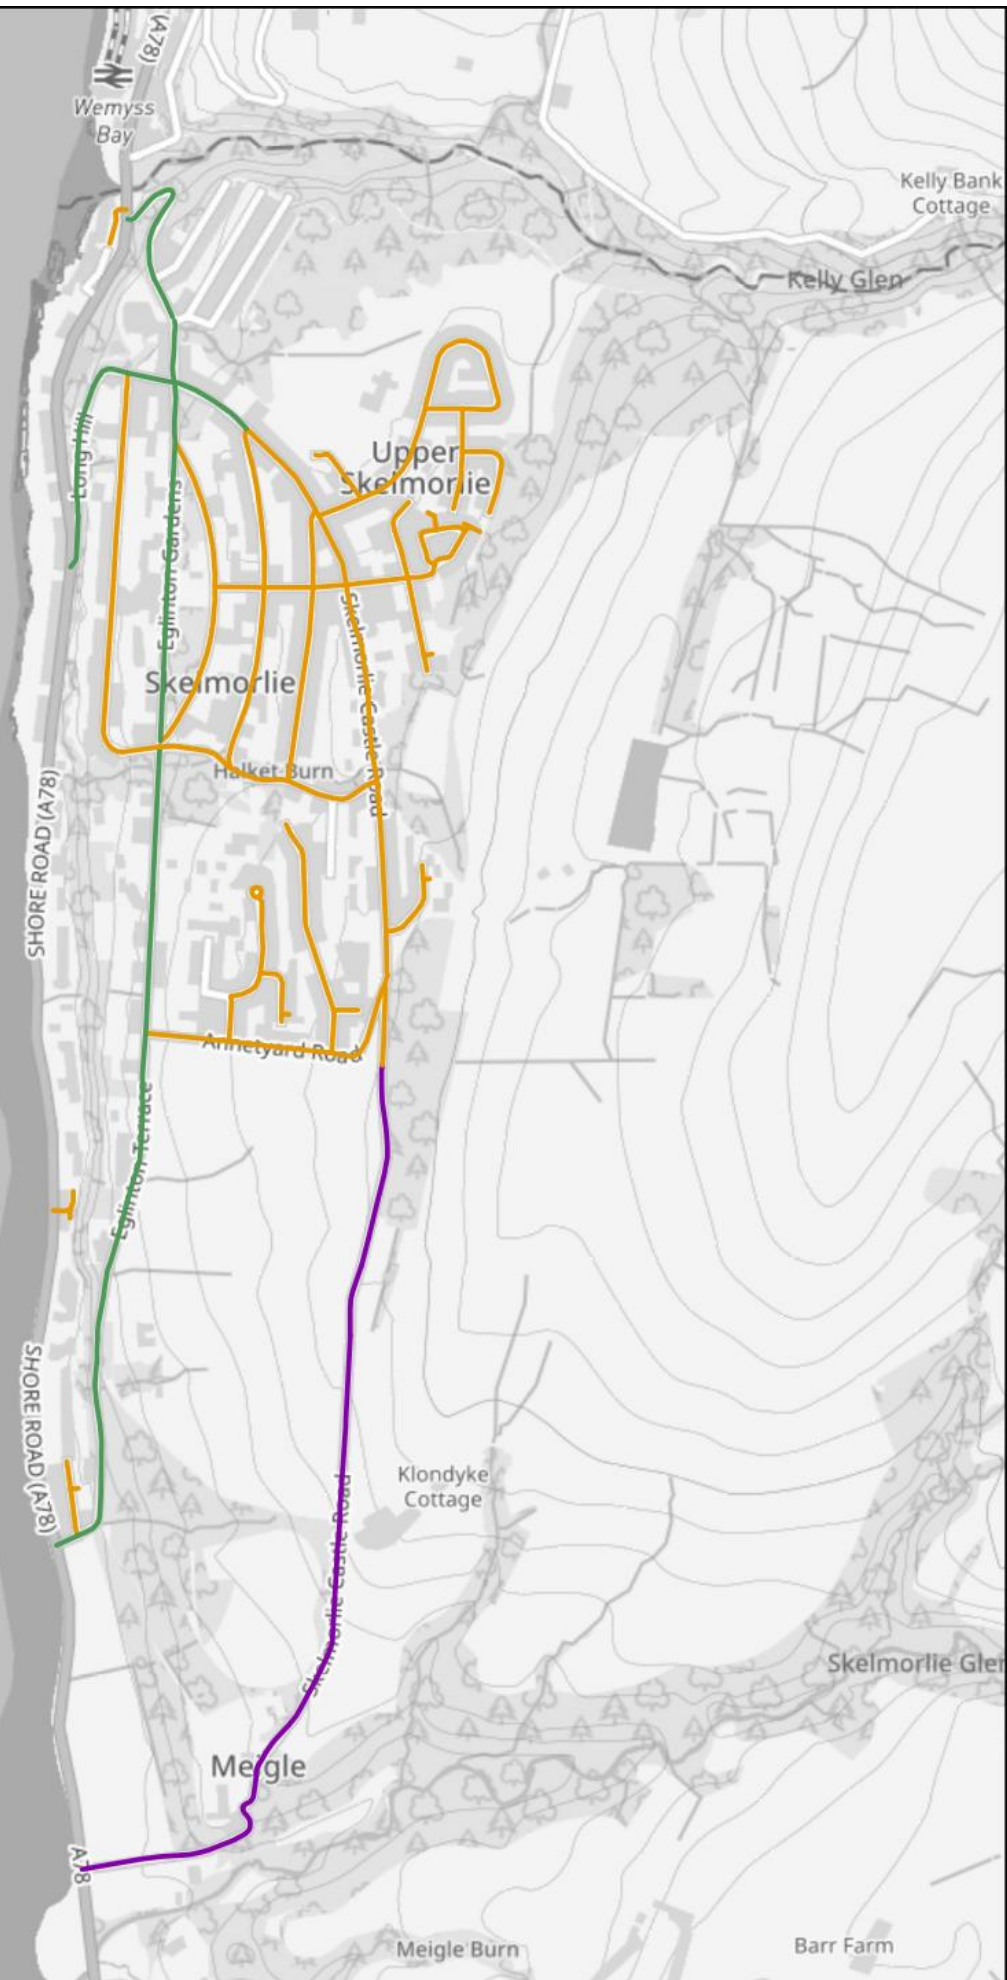 (A78)
Wemyss
Bay
Kelly Bank
Cottage
Kelly Glen
Long Hill
Upper
Skelmorlie
Eglinton Gardens
Skelmorlie Castle Road
Skelmorlie
Halket Burn
SHORE ROAD (A78)
Annetyard Road
Eglinton Terrace
SHORE ROAD (A78)
Klondyke
Cottage
Skelmorlie Castle Road
Skelmorlie Glen
Meigle
A78
Meigle Burn
Barr Farm